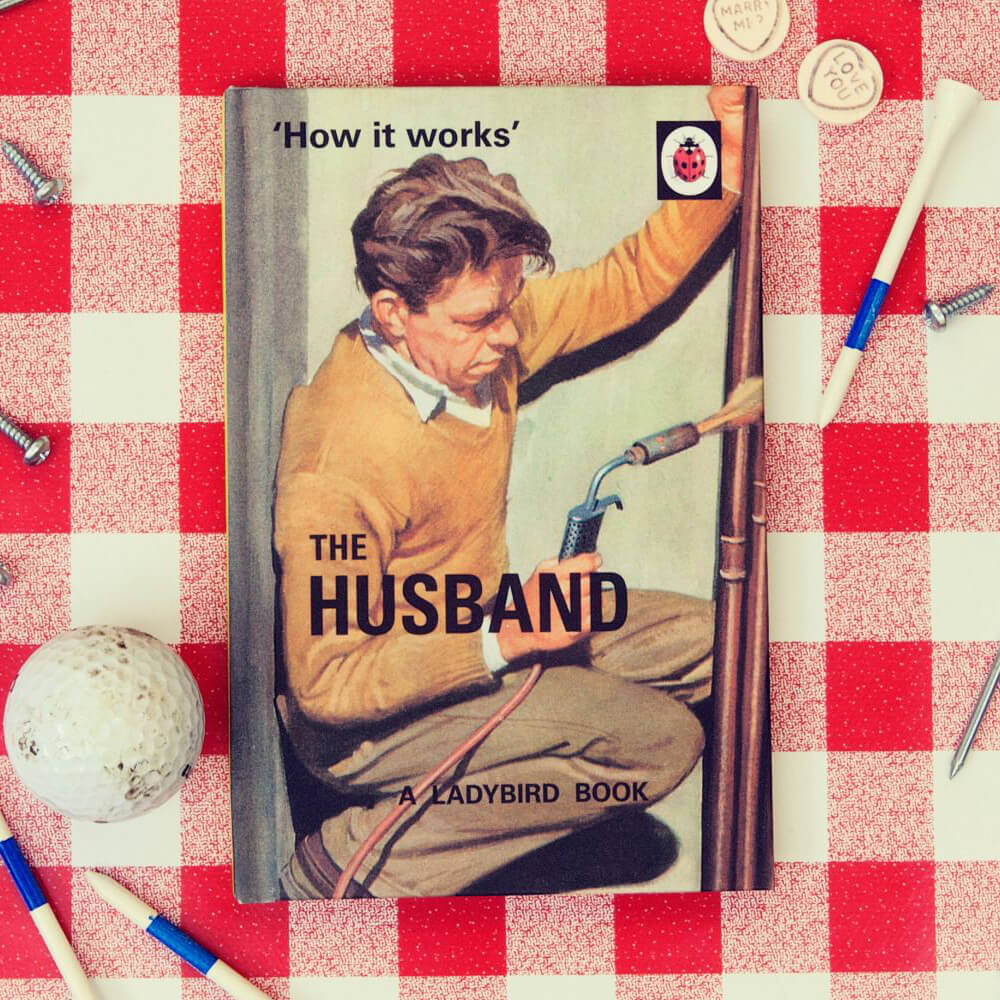 MARRY
ME?
LOVE
YOU
'How it works'
THE
HUSBAND
A LADYBIRD BOOK